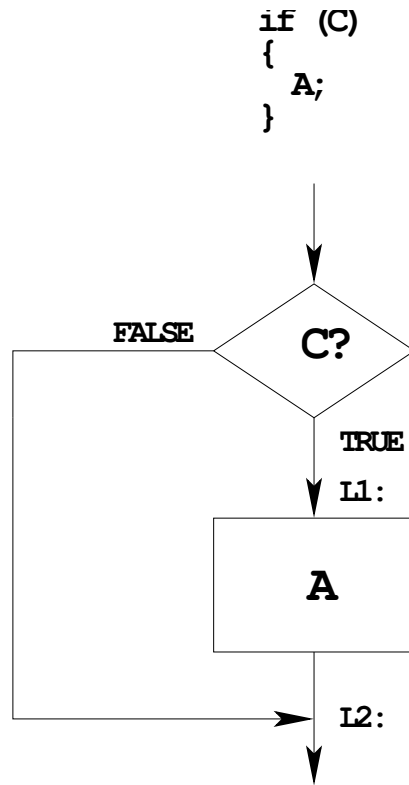 if (C)
{
A;
}
C?
FALSE
TRUE
L1:
A
L2: